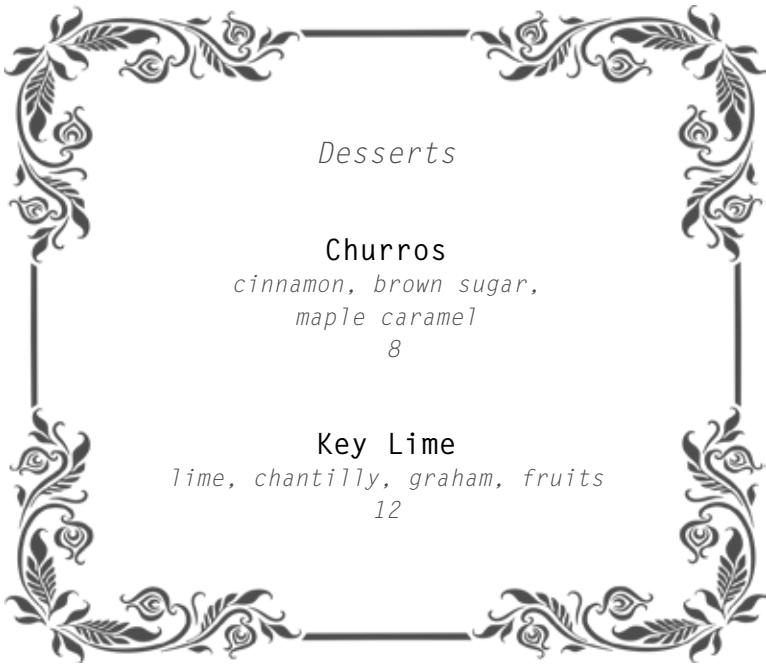 Desserts
Churros
cinnamon, brown sugar,
maple caramel
8
Key Lime
lime, chantilly, graham, fruits
12